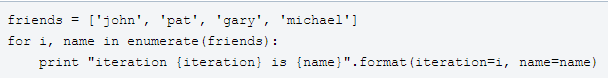 friends = ['john', 'pat', 'gary', 'michael']
for i, name in enumerate(friends):
    print "iteration {iteration} is {name}".format(iteration=i, name=name)